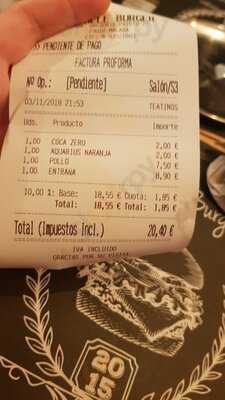 BURGER
PENDIENTE DE PAGO
FACTURA PROFORMA
Nº Op.: [Pendiente] Salón/S3
03/11/2018 21:53 TEATINOS
Uds. Producto Importe
1,00 COCA ZERO 2,00 €
1,00 AQUARIUS NARANJA 2,00 €
1,00 POLLO 7,50 €
1,00 ENTRAÑA 8,90 €
10,00 % Base: 18,55 € Cuota: 1,85 €
Total: 18,55 € Total: 1,85 €
Total (Impuestos Incl.) 20,40 €
IVA INCLUIDO
GRACIAS POR SU VISITA
Burg
2015